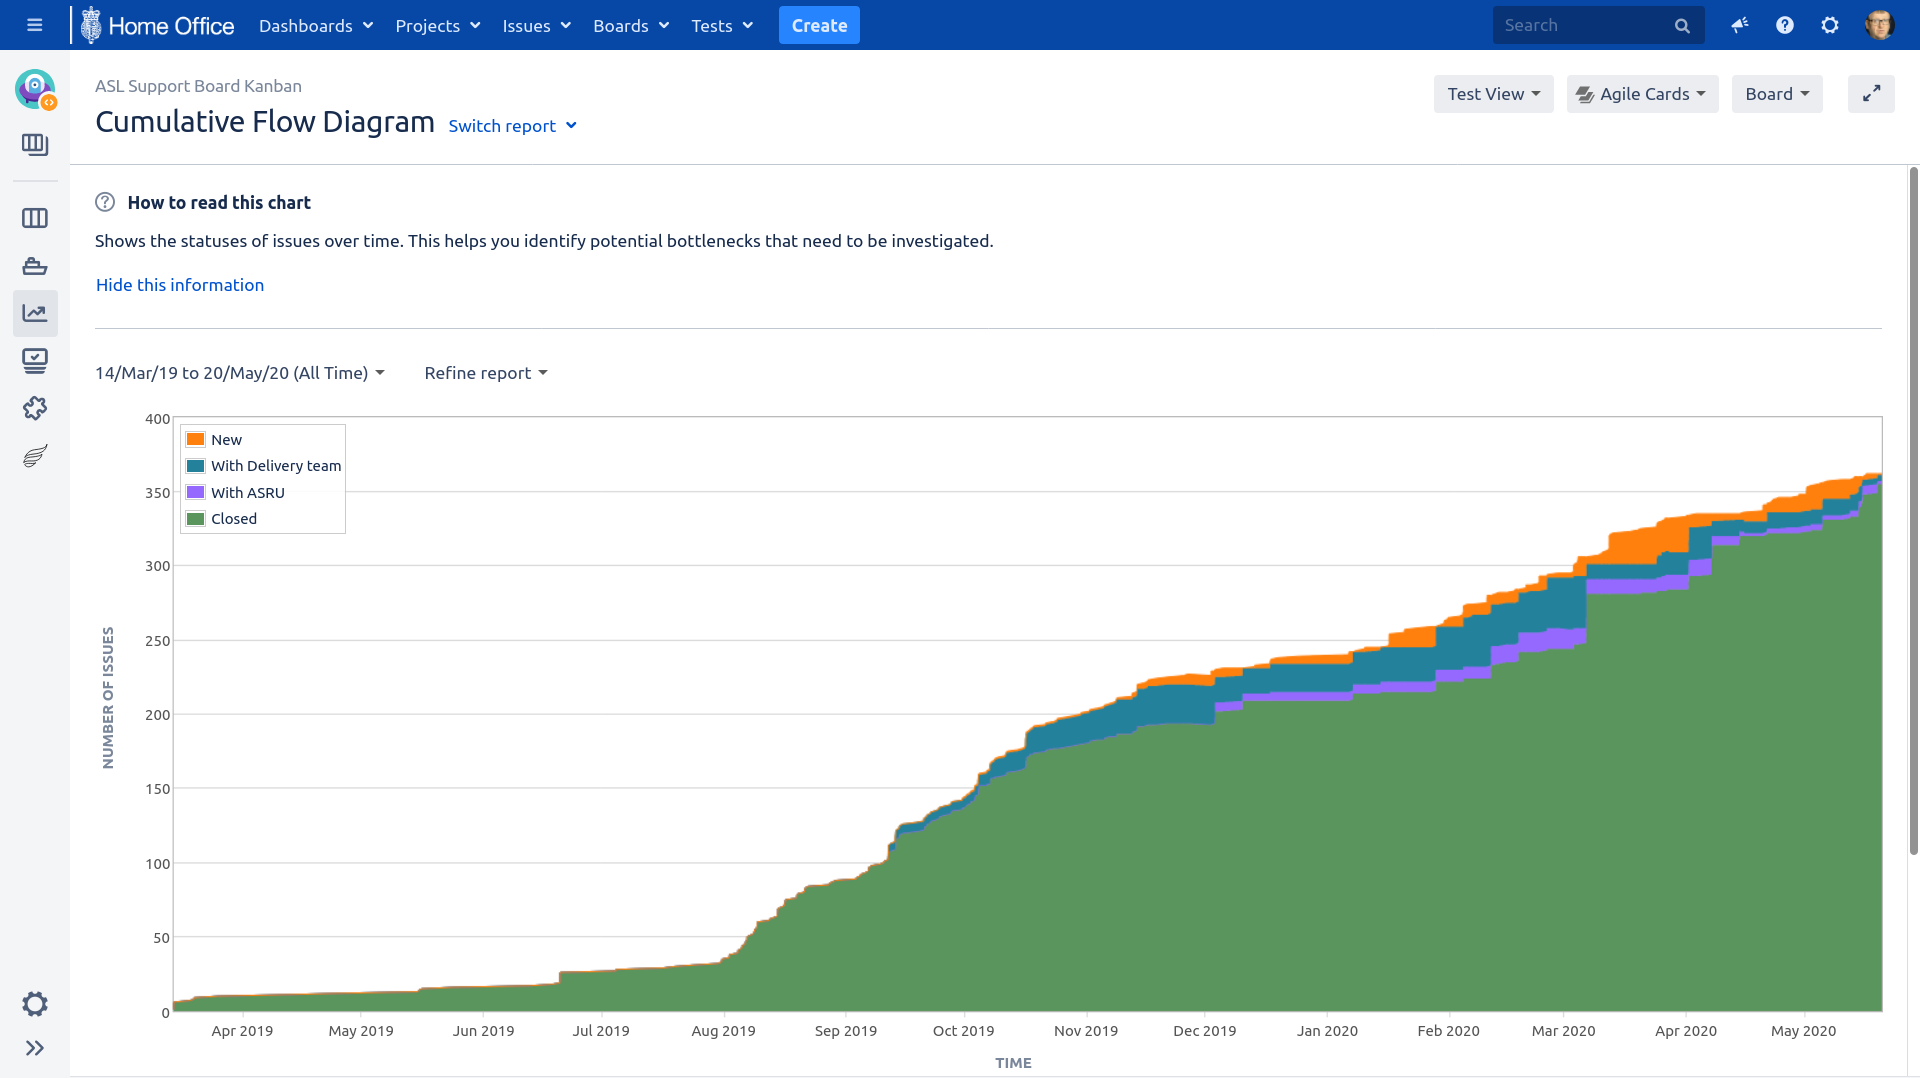 Home Office Dashboards Projects Issues Boards Tests Create Search
ASL Support Board Kanban
Cumulative Flow Diagram Switch report
Test View Agile Cards Board
How to read this chart
Shows the statuses of issues over time. This helps you identify potential bottlenecks that need to be investigated.
Hide this information
14/Mar/19 to 20/May/20 (All Time) Refine report
New
With Delivery team
With ASRU
Closed
400
350
300
250
200
150
100
50
0
NUMBER OF ISSUES
Apr 2019 May 2019 Jun 2019 Jul 2019 Aug 2019 Sep 2019 Oct 2019 Nov 2019 Dec 2019 Jan 2020 Feb 2020 Mar 2020 Apr 2020 May 2020
TIME